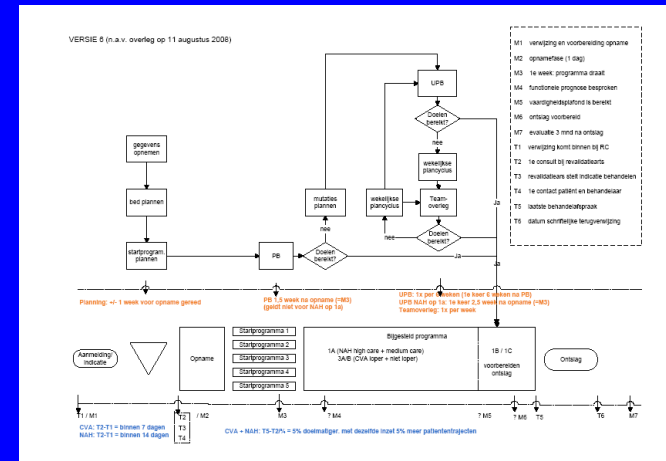 VERSIE 6 (n.a.v. overleg op 11 augustus 2008)
M1 verwijzing en voorbereiding opname
M2 opnamefase (1 dag)
M3 1e week: programma draait
M4 functionele prognose besproken
M5 vaardigheidsplafond is bereikt
M6 ontslag voorbereid
M7 evaluatie 3 mnd na ontslag
T1 verwijzing komt binnen bij RC
T2 1e consult bij revalidatiearts
T3 revalidatiears stelt indicatie behandelen
T4 1e contact patiënt en behandelaar
T5 laatste behandelafspraak
T6 datum schriftelijke terugverwijzing
UPB
Doelen
bereikt?
nee
gegevens
opnemen
wekelijkse
plancyclus
bed plannen
mutaties
plannen
wekelijkse
plancyclus
Team-
overleg
Ja
nee
nee
startprogram.
plannen
PB
Doelen
bereikt?
Doelen
bereikt?
Ja
Ja
Planning: +/- 1 week voor opname gereed
PB 1,5 week na opname (=M3)
(geldt niet voor NAH op 1a)
UPB: 1x per 6 weken (1e keer 6 weken na PB)
UPB NAH op 1a: 1e keer 2,5 week na opname (=M3)
Teamoverleg: 1x per week
Aanmelding/
Indicatie
Opname
Startprogramma 1
Startprogramma 2
Startprogramma 3
Startprogramma 4
Startprogramma 5
Bijgesteld programma
1A (NAH high care + medium care)
3A/B (CVA loper + niet loper)
1B / 1C
voorbereiden
ontslag
Ontslag
T1 / M1
T2
T3
T4
/ M2
M3
? M4
? M5
? M6
T5
T6
M7
CVA: T2-T1 = binnen 7 dagen
NAH: T2-T1 = binnen 14 dagen
CVA + NAH: T5-T2/¾ = 5% doelmatiger. met dezelfde inzet 5% meer patiententrajecten